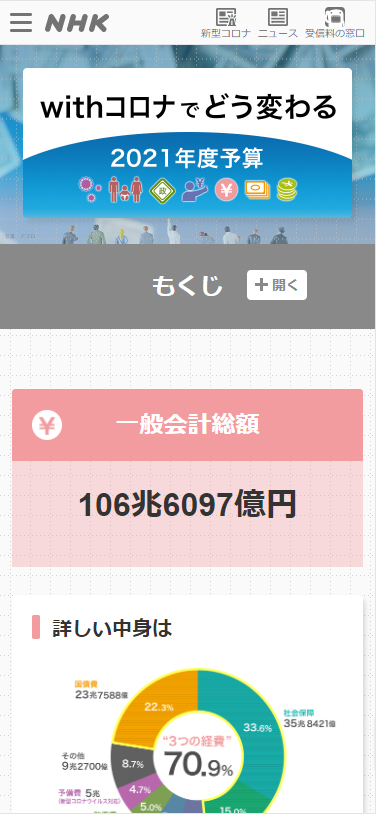 NHK
新型コロナ
ニュース
受信料の窓口
withコロナでどう変わる
2021年度予算
政
¥
¥
もくじ
+ 開く
¥
一般会計総額
106兆6097億円
詳しい中身は
国債費
23兆7588億
22.3%
社会保障
35兆8421億
33.6%
“3つの経費”
70.9%
その他
9兆2700億
8.7%
予備費 5兆
(新型コロナウイルス対応)
4.7%
5.0%
15.0%